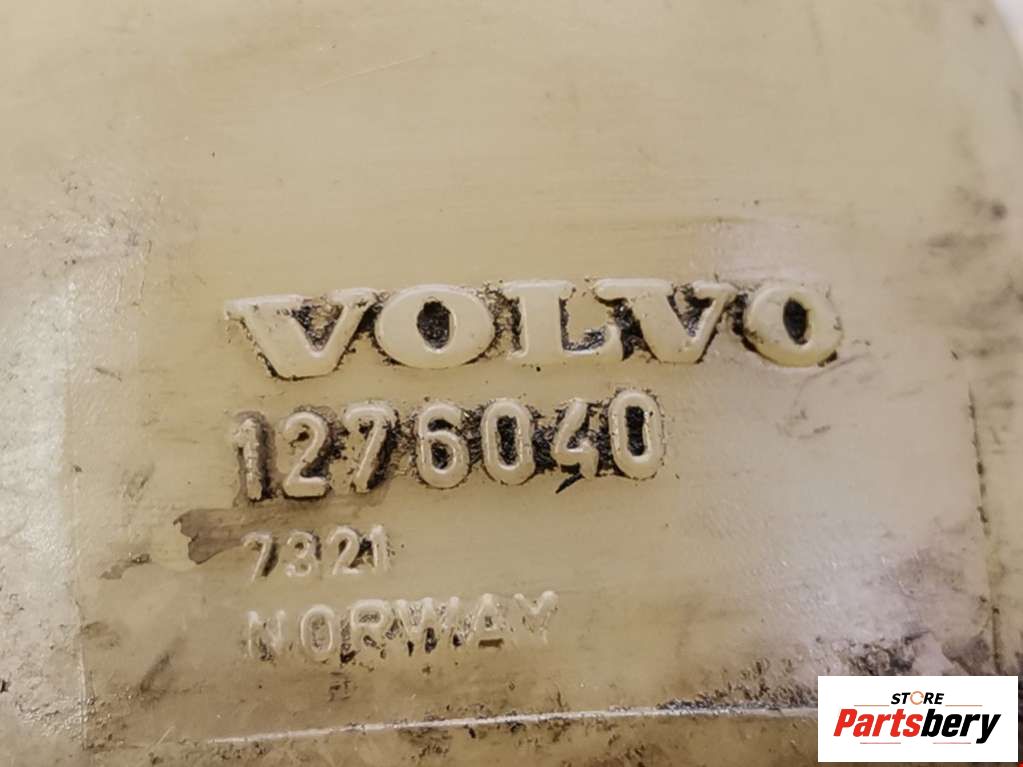 VOLVO
1276040
7321
NORWAY
STORE
Partsbery